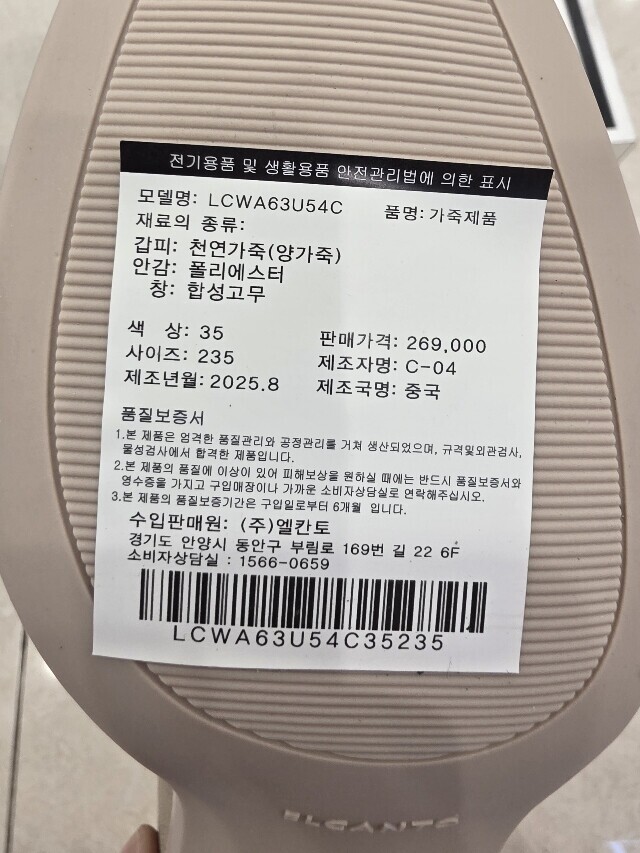 전기용품 및 생활용품 안전관리법에 의한 표시
모델명: LCWA63U54C 품명: 가죽제품
재료의 종류:
갑피: 천연가죽(양가죽)
안감: 폴리에스터
창: 합성고무
색 상: 35 판매가격: 269,000
사이즈: 235 제조자명: C-04
제조년월: 2025.8 제조국명: 중국
품질보증서
1.본 제품은 엄격한 품질관리와 공정관리를 거쳐 생산되었으며, 규격및외관검사,
물성검사에서 합격한 제품입니다.
2.본 제품의 품질에 이상이 있어 피해보상을 원하실 때에는 반드시 품질보증서와
영수증을 가지고 구입매장이나 가까운 소비자상담실로 연락해주십시오.
3.본 제품의 품질보증기간은 구입일로부터 6개월 입니다.
수입판매원: (주)엘칸토
경기도 안양시 동안구 부림로 169번 길 22 6F
소비자상담실 : 1566-0659
LCWA63U54C35235
ELCANTO